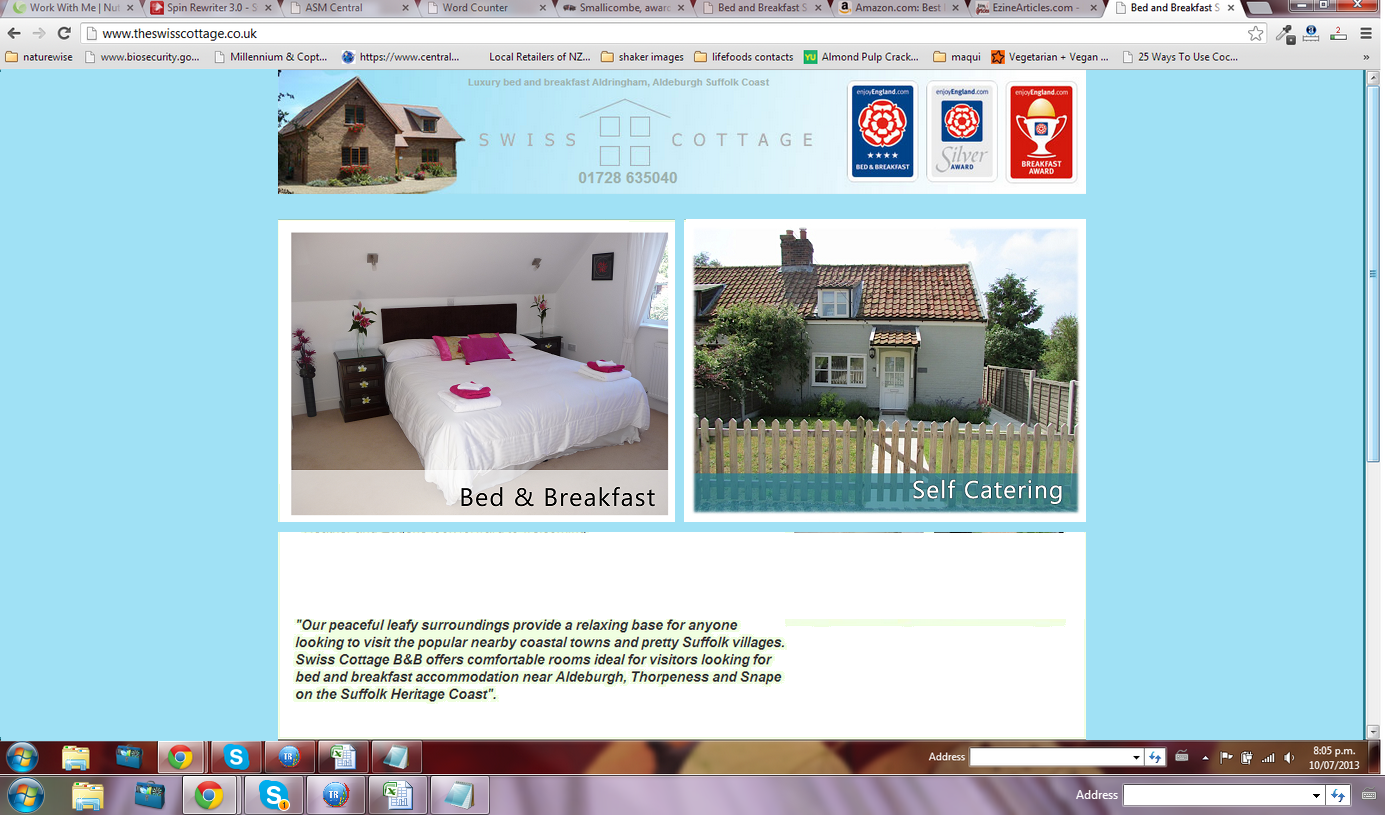 Work With Me | Nut
Spin Rewriter 3.0 - S
ASM Central
Word Counter
Smallicombe, awarc
Bed and Breakfast S
Amazon.com: Best
EzineArticles.com -
Bed and Breakfast S
www.theswisscottage.co.uk
2
naturewise
www.biosecurity.go...
Millennium & Copt...
https://www.central...
Local Retailers of NZ...
shaker images
lifefoods contacts
YU
Almond Pulp Crack...
maqui
Vegetarian + Vegan ...
25 Ways To Use Coc...
»
Luxury bed and breakfast Aldringham, Aldeburgh Suffolk Coast
SWISS COTTAGE
01728 635040
enjoyEngland.com
★★★★
BED & BREAKFAST
enjoyEngland.com
Silver
AWARD
enjoyEngland.com
BREAKFAST
AWARD
Bed & Breakfast
Self Catering
"Our peaceful leafy surroundings provide a relaxing base for anyone
looking to visit the popular nearby coastal towns and pretty Suffolk villages.
Swiss Cottage B&B offers comfortable rooms ideal for visitors looking for
bed and breakfast accommodation near Aldeburgh, Thorpeness and Snape
on the Suffolk Heritage Coast".
TR
Address
8:05 p.m.
10/07/2013
1
TR
Address